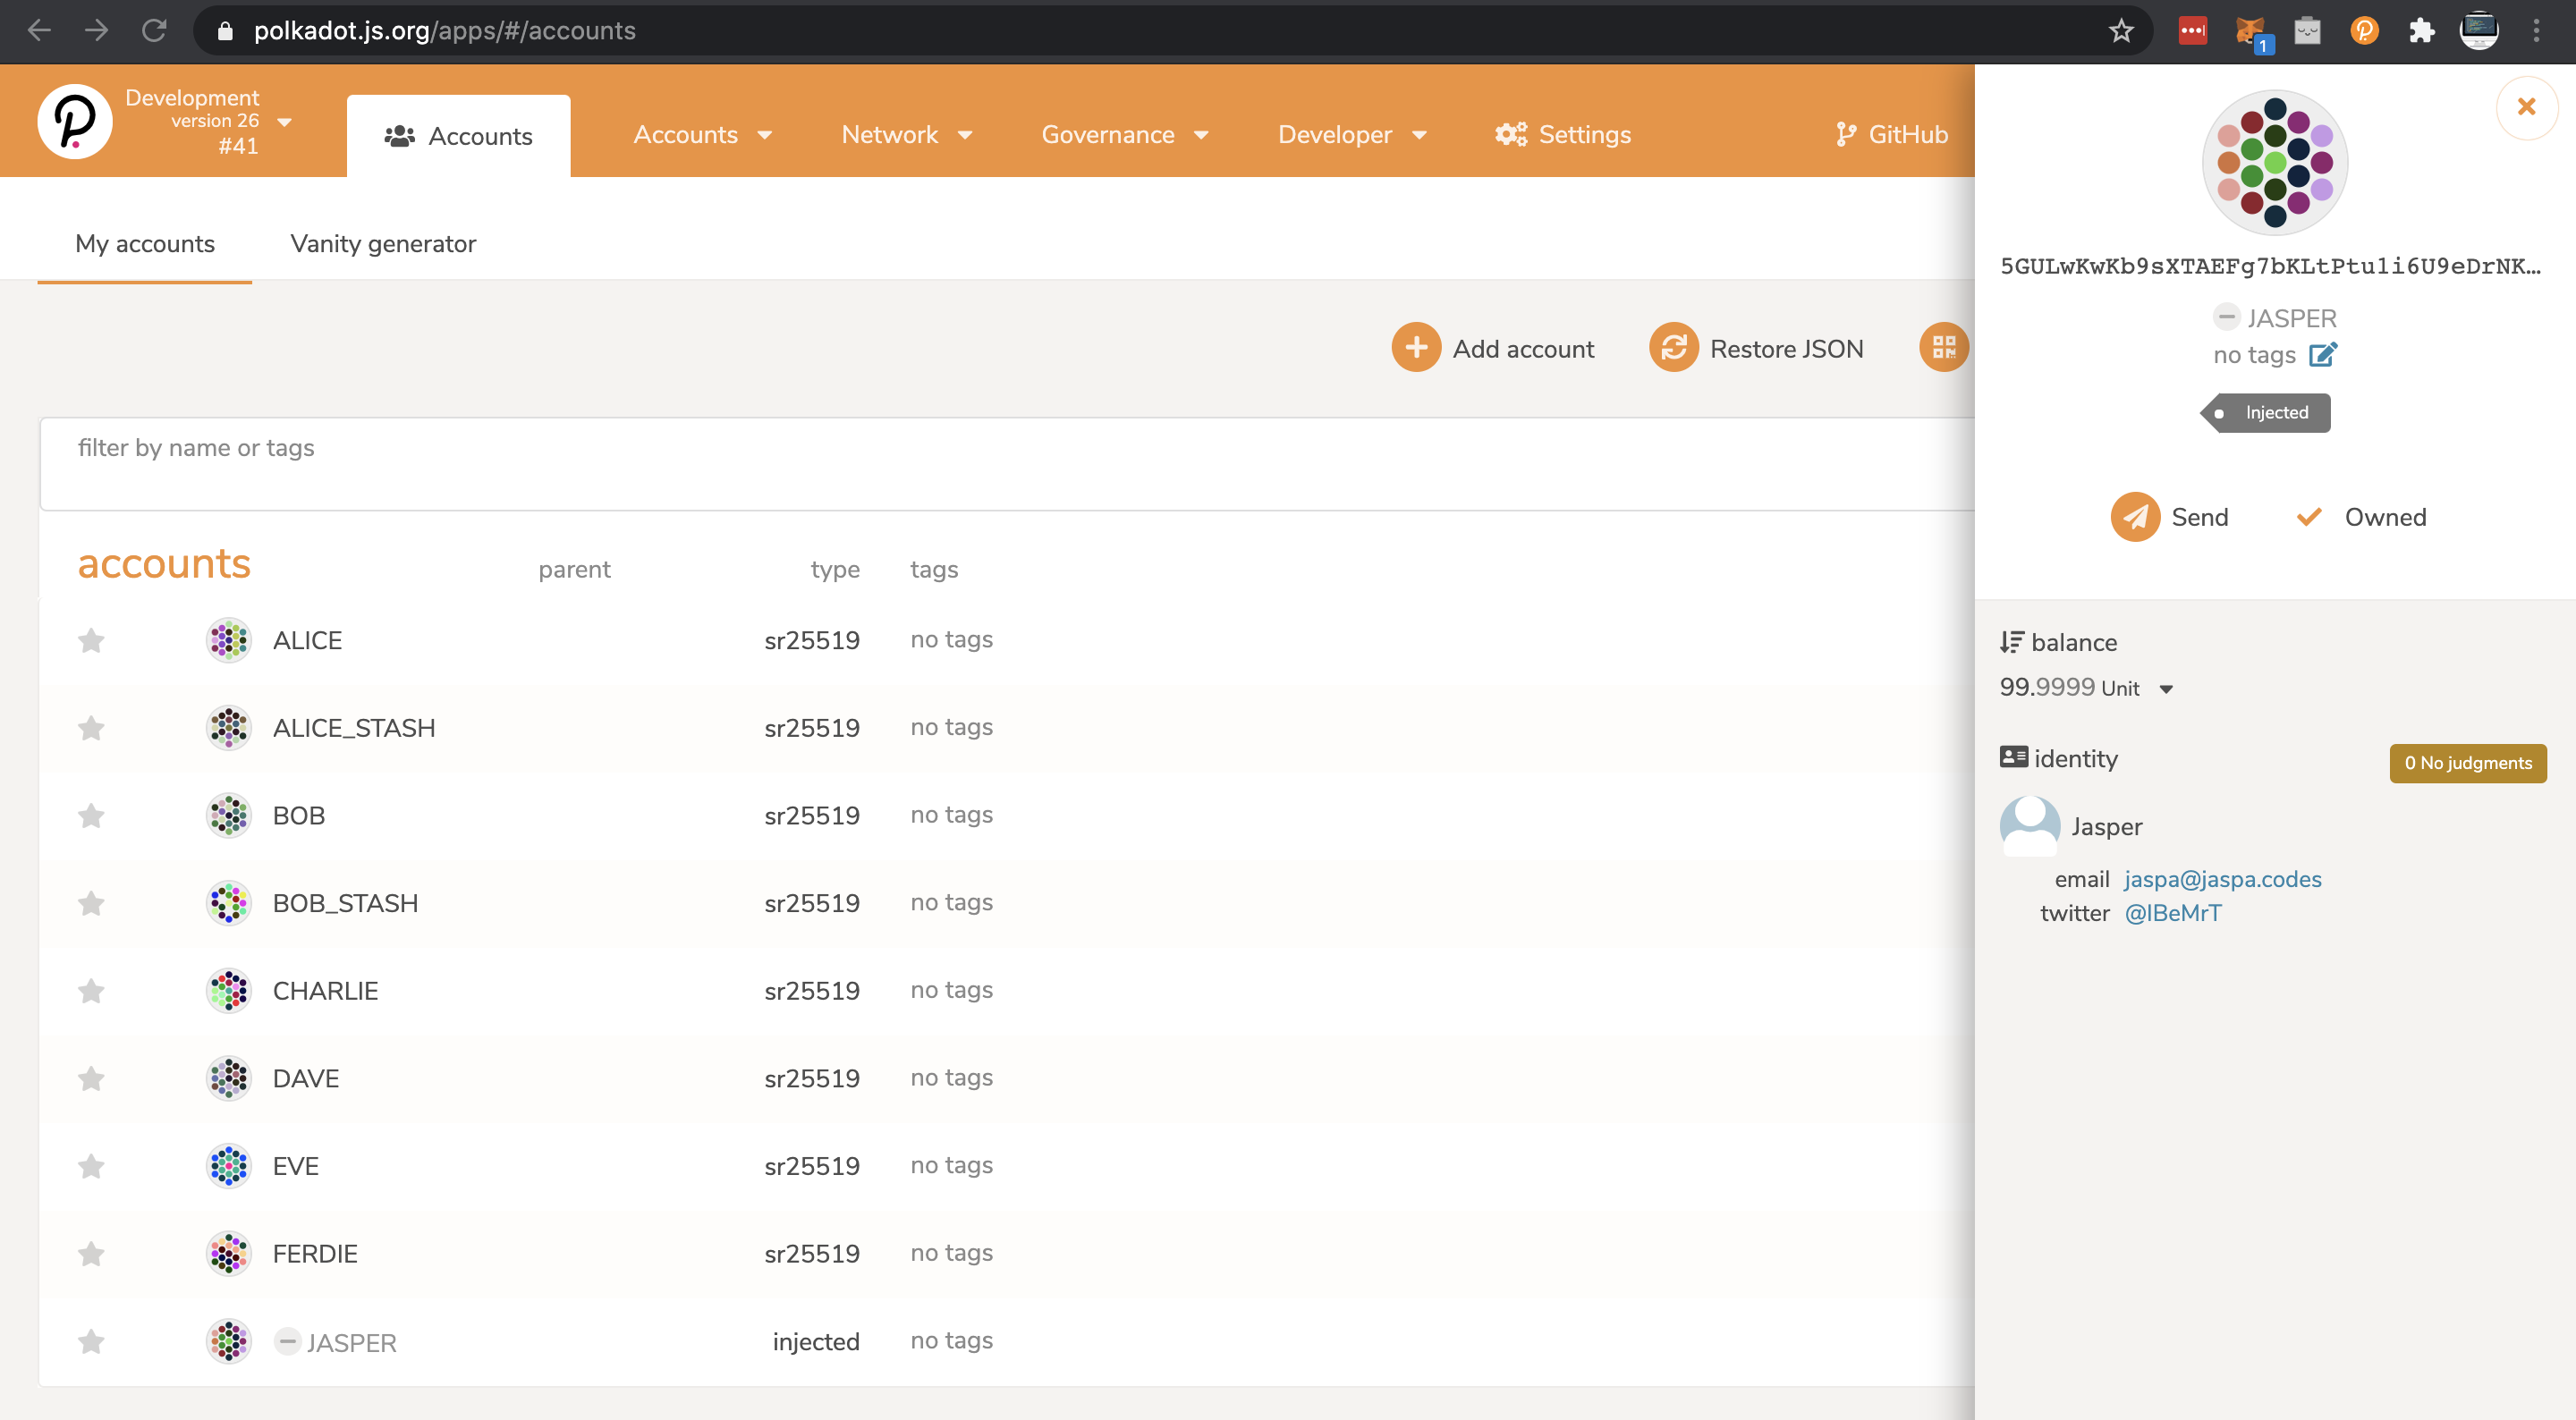 polkadot.js.org/apps/#/accounts
1
Development
version 26
#41
Accounts
Accounts
Network
Governance
Developer
Settings
GitHub
My accounts
Vanity generator
Add account
Restore JSON
filter by name or tags
accounts parent type tags
ALICE sr25519 no tags
ALICE_STASH sr25519 no tags
BOB sr25519 no tags
BOB_STASH sr25519 no tags
CHARLIE sr25519 no tags
DAVE sr25519 no tags
EVE sr25519 no tags
FERDIE sr25519 no tags
JASPER injected no tags
5GULwKwKb9sXTAEFg7bKLtPtu1i6U9eDrNK…
JASPER
no tags
Injected
Send
Owned
balance
99.9999 Unit
identity
0 No judgments
Jasper
email jaspa@jaspa.codes
twitter @IBeMrT